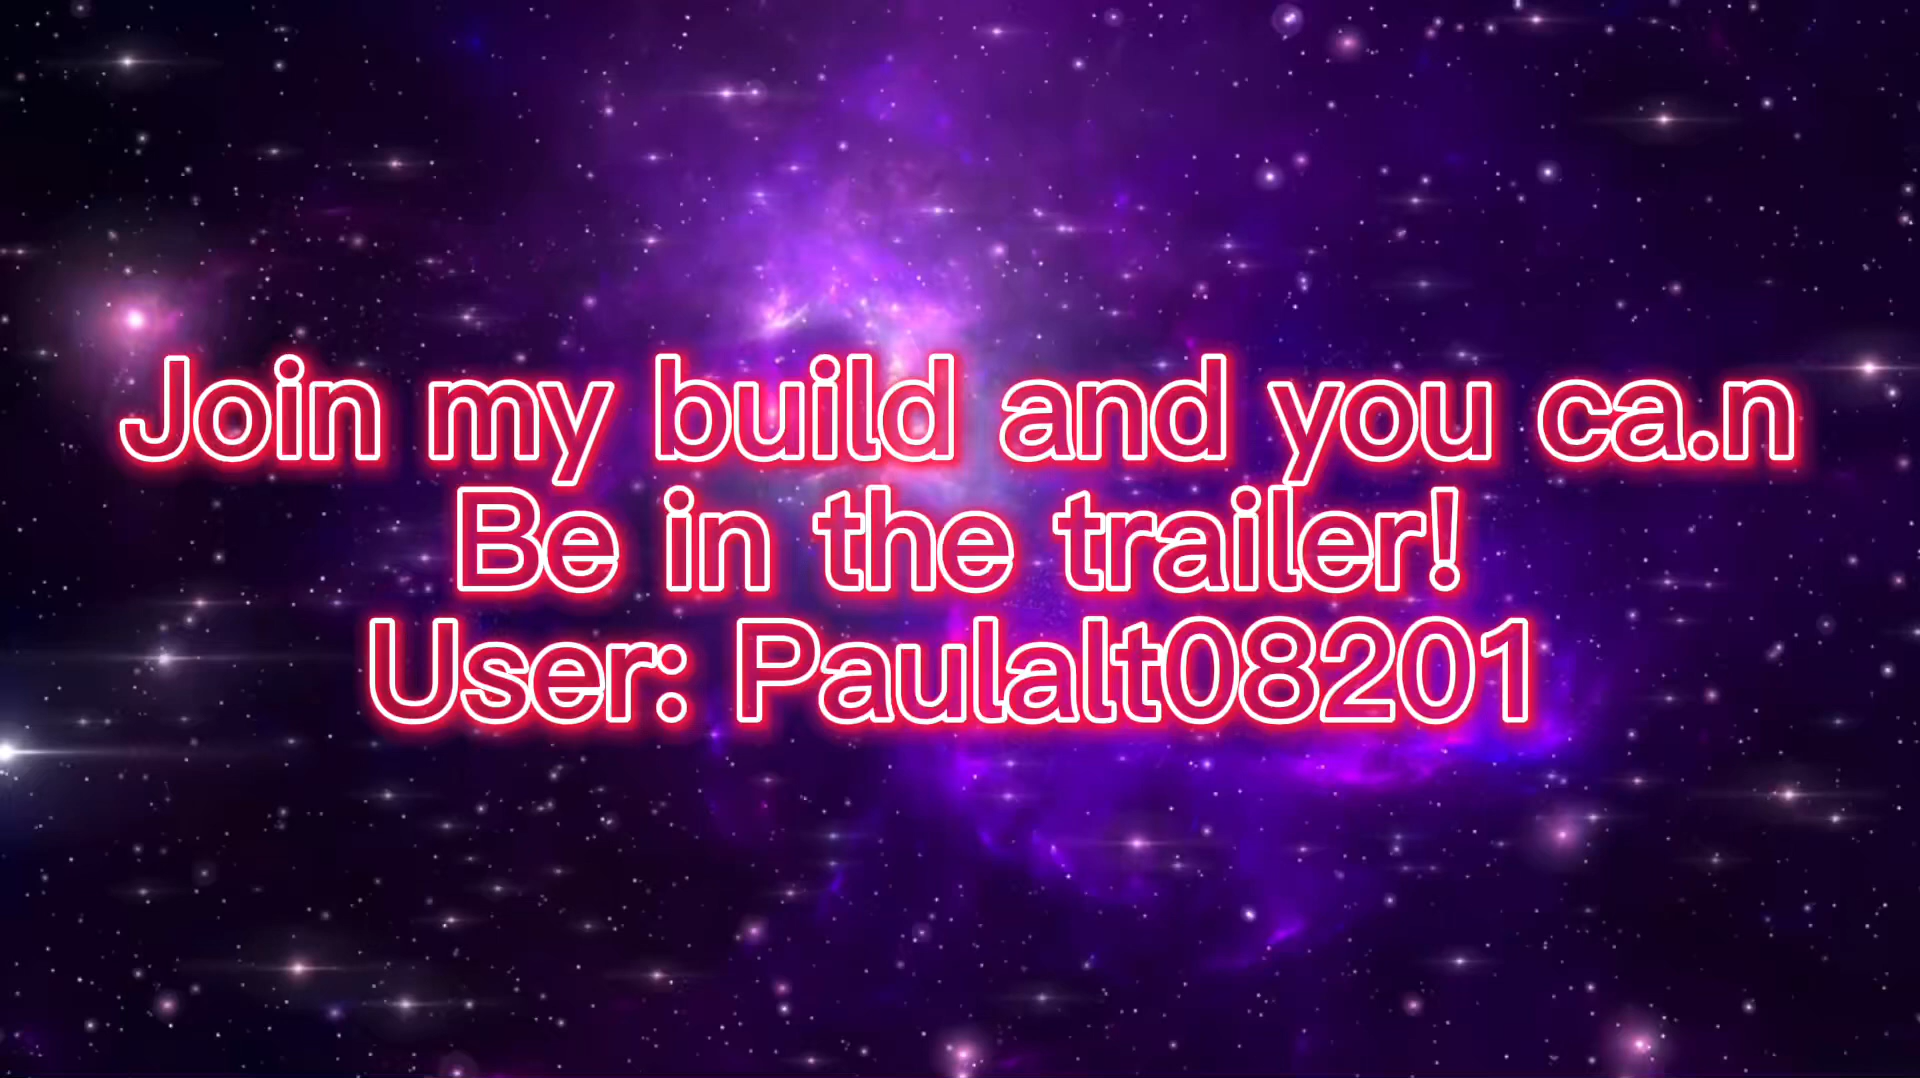 Join my build and you ca.n
Be in the trailer!
User: Paulalt08201